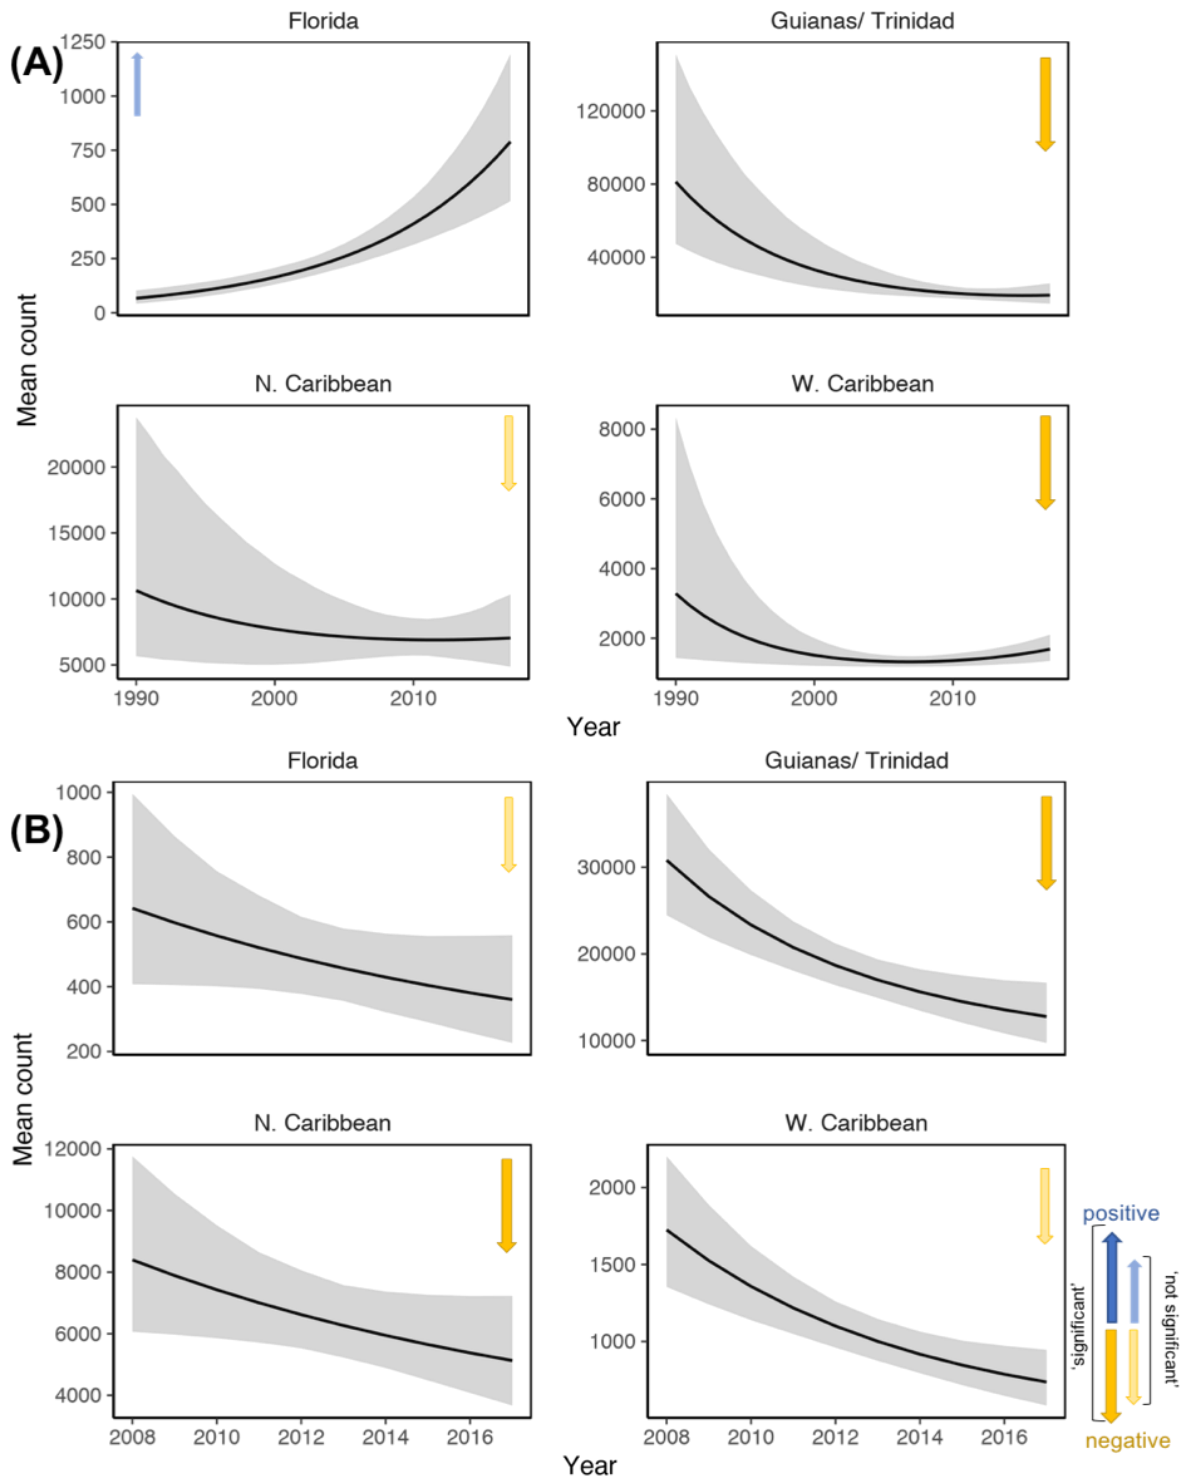 (A)
Florida
Guianas/ Trinidad
1250
1000
750
500
250
0
120000
80000
40000
Mean count
N. Caribbean
W. Caribbean
20000
15000
10000
5000
8000
6000
4000
2000
1990 2000 2010
1990 2000 2010
Year
(B)
Florida
Guianas/ Trinidad
1000
800
600
400
200
30000
20000
10000
Mean count
N. Caribbean
W. Caribbean
12000
10000
8000
6000
4000
2000
1500
1000
2008 2010 2012 2014 2016
2008 2010 2012 2014 2016
Year
positive
'significant'
'not significant'
negative